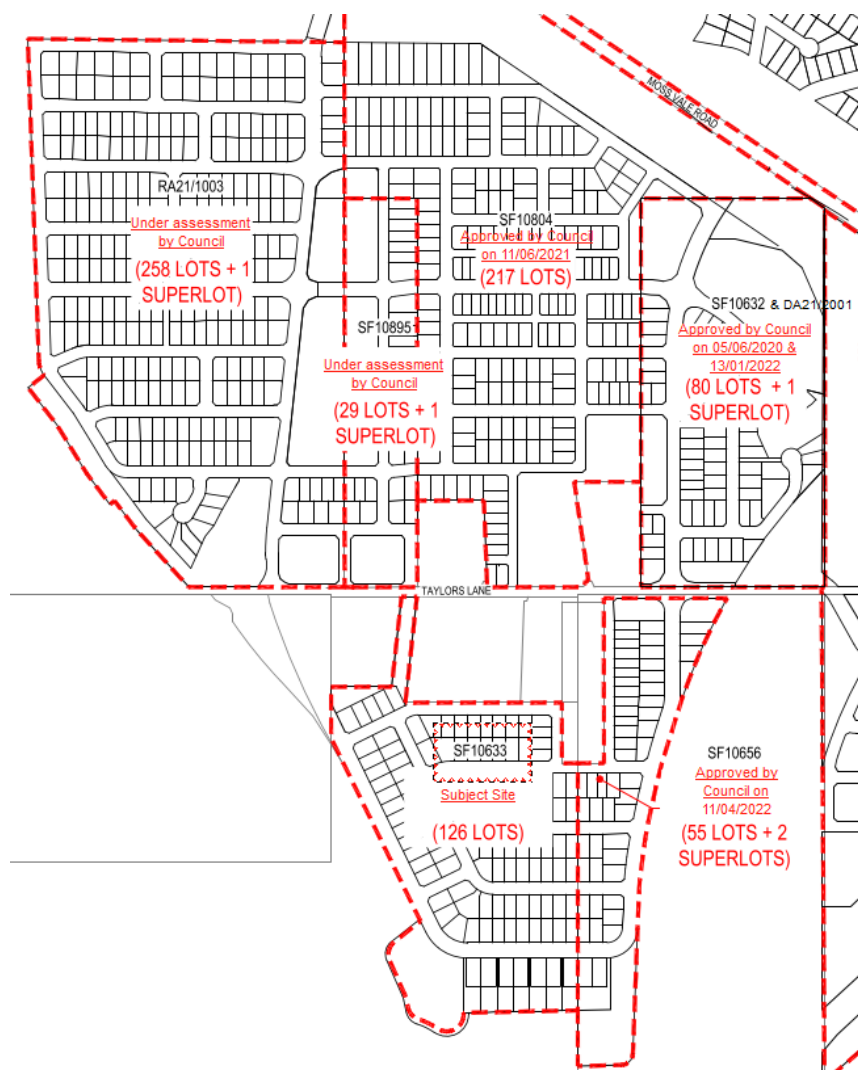 MOSS VALE ROAD
RA21/1003
Under assessment
by Council
(258 LOTS + 1
SUPERLOT)
SF10804
Approved by Council
on 11/06/2021
(217 LOTS)
SF10895
Under assessment
by Council
(29 LOTS + 1
SUPERLOT)
SF10632 & DA21/2001
Approved by Council
on 05/06/2020 &
13/01/2022
(80 LOTS + 1
SUPERLOT)
TAYLORS LANE
SF10633
Subject Site
(126 LOTS)
SF10656
Approved by
Council on
11/04/2022
(55 LOTS + 2
SUPERLOTS)